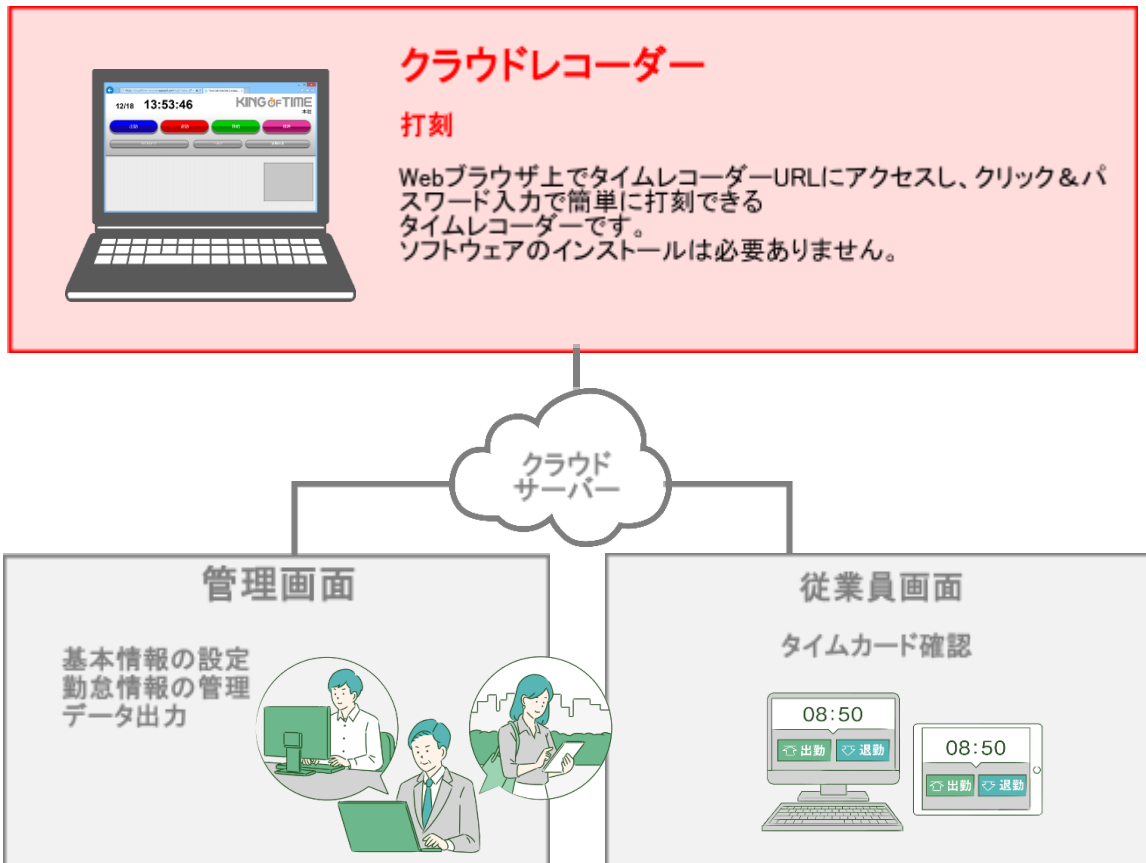 クラウドレコーダー
打刻
Webブラウザ上でタイムレコーダーURLにアクセスし、クリック＆パ
スワード入力で簡単に打刻できる
タイムレコーダーです。
ソフトウェアのインストールは必要ありません。
12/18 13:53:46
KING OF TIME
クラウド
サーバー
管理画面
基本情報の設定
勤怠情報の管理
データ出力
従業員画面
タイムカード確認
08:50
出勤 退勤
08:50
出勤 退勤